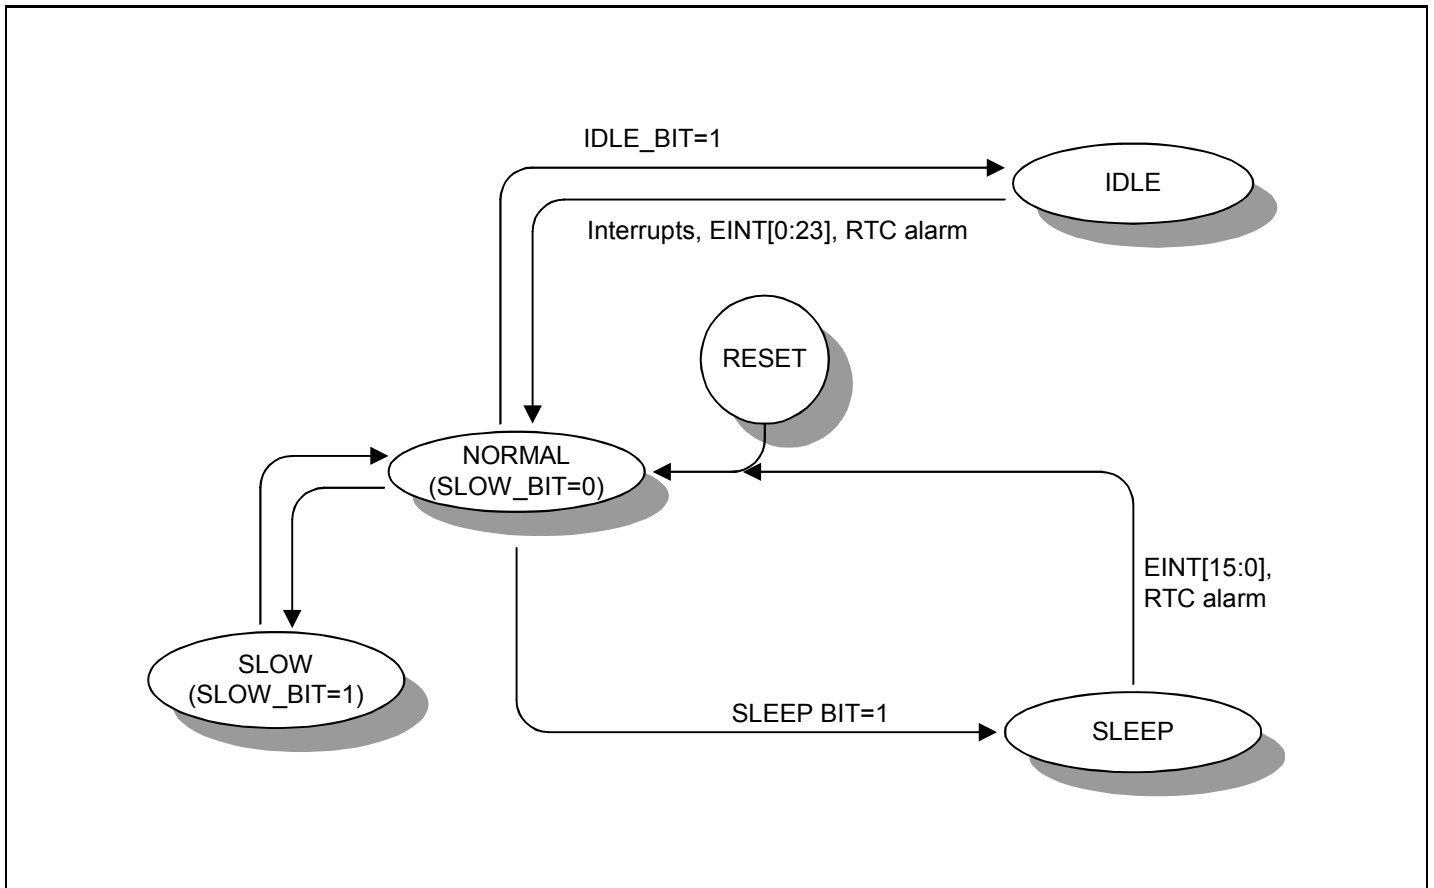 IDLE_BIT=1
IDLE
Interrupts, EINT[0:23], RTC alarm
RESET
NORMAL
(SLOW_BIT=0)
EINT[15:0],
RTC alarm
SLOW
(SLOW_BIT=1)
SLEEP BIT=1
SLEEP